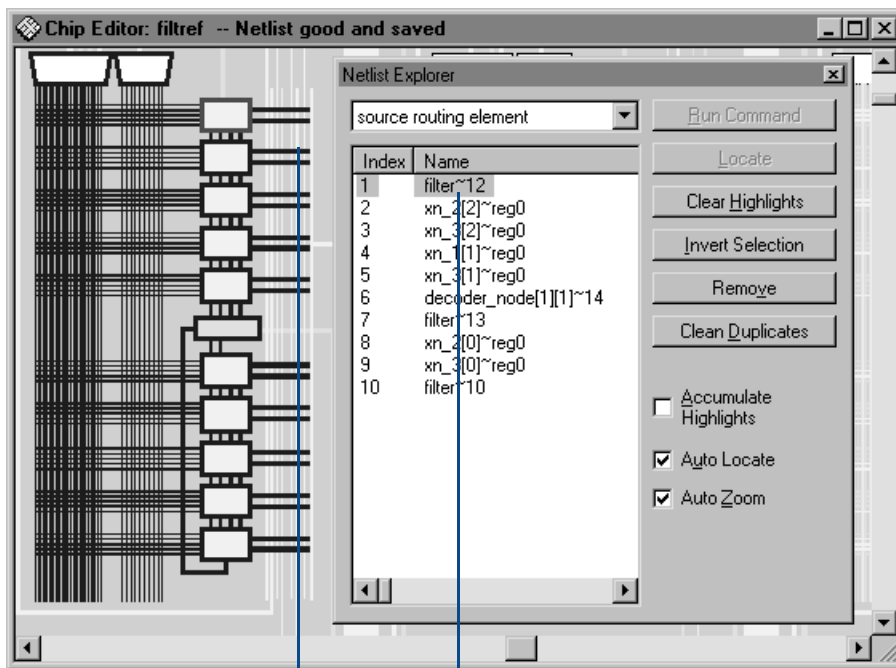 Chip Editor: filtref -- Netlist good and saved
Netlist Explorer
source routing element
Run Command
Locate
Clear Highlights
Invert Selection
Remove
Clean Duplicates
Index Name
1 filter~12
2 xn_2[2]~reg0
3 xn_3[2]~reg0
4 xn_1[1]~reg0
5 xn_3[1]~reg0
6 decoder_node[1][1]~14
7 filter~13
8 xn_2[0]~reg0
9 xn_3[0]~reg0
10 filter~10
Accumulate
Highlights
Auto Locate
Auto Zoom